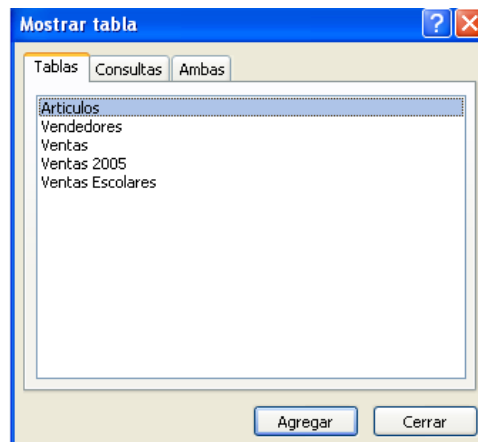 Mostrar tabla
Tablas Consultas Ambas
Articulos
Vendedores
Ventas
Ventas 2005
Ventas Escolares
Agregar Cerrar